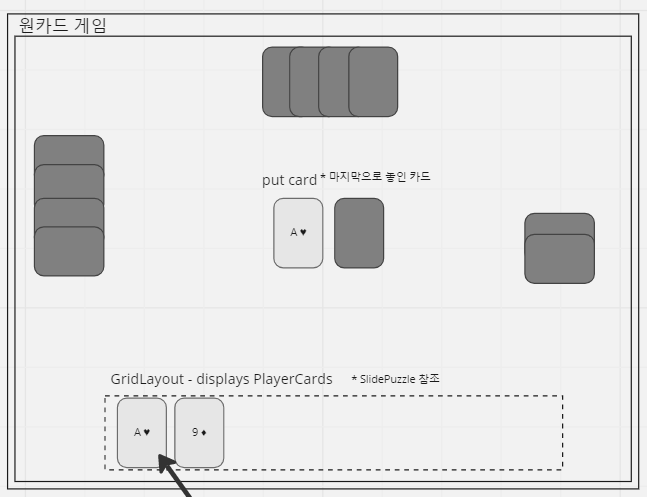 원카드 게임
put card * 마지막으로 놓인 카드
A ♥
GridLayout - displays PlayerCards * SlidePuzzle 참조
A ♥ 9 ♦